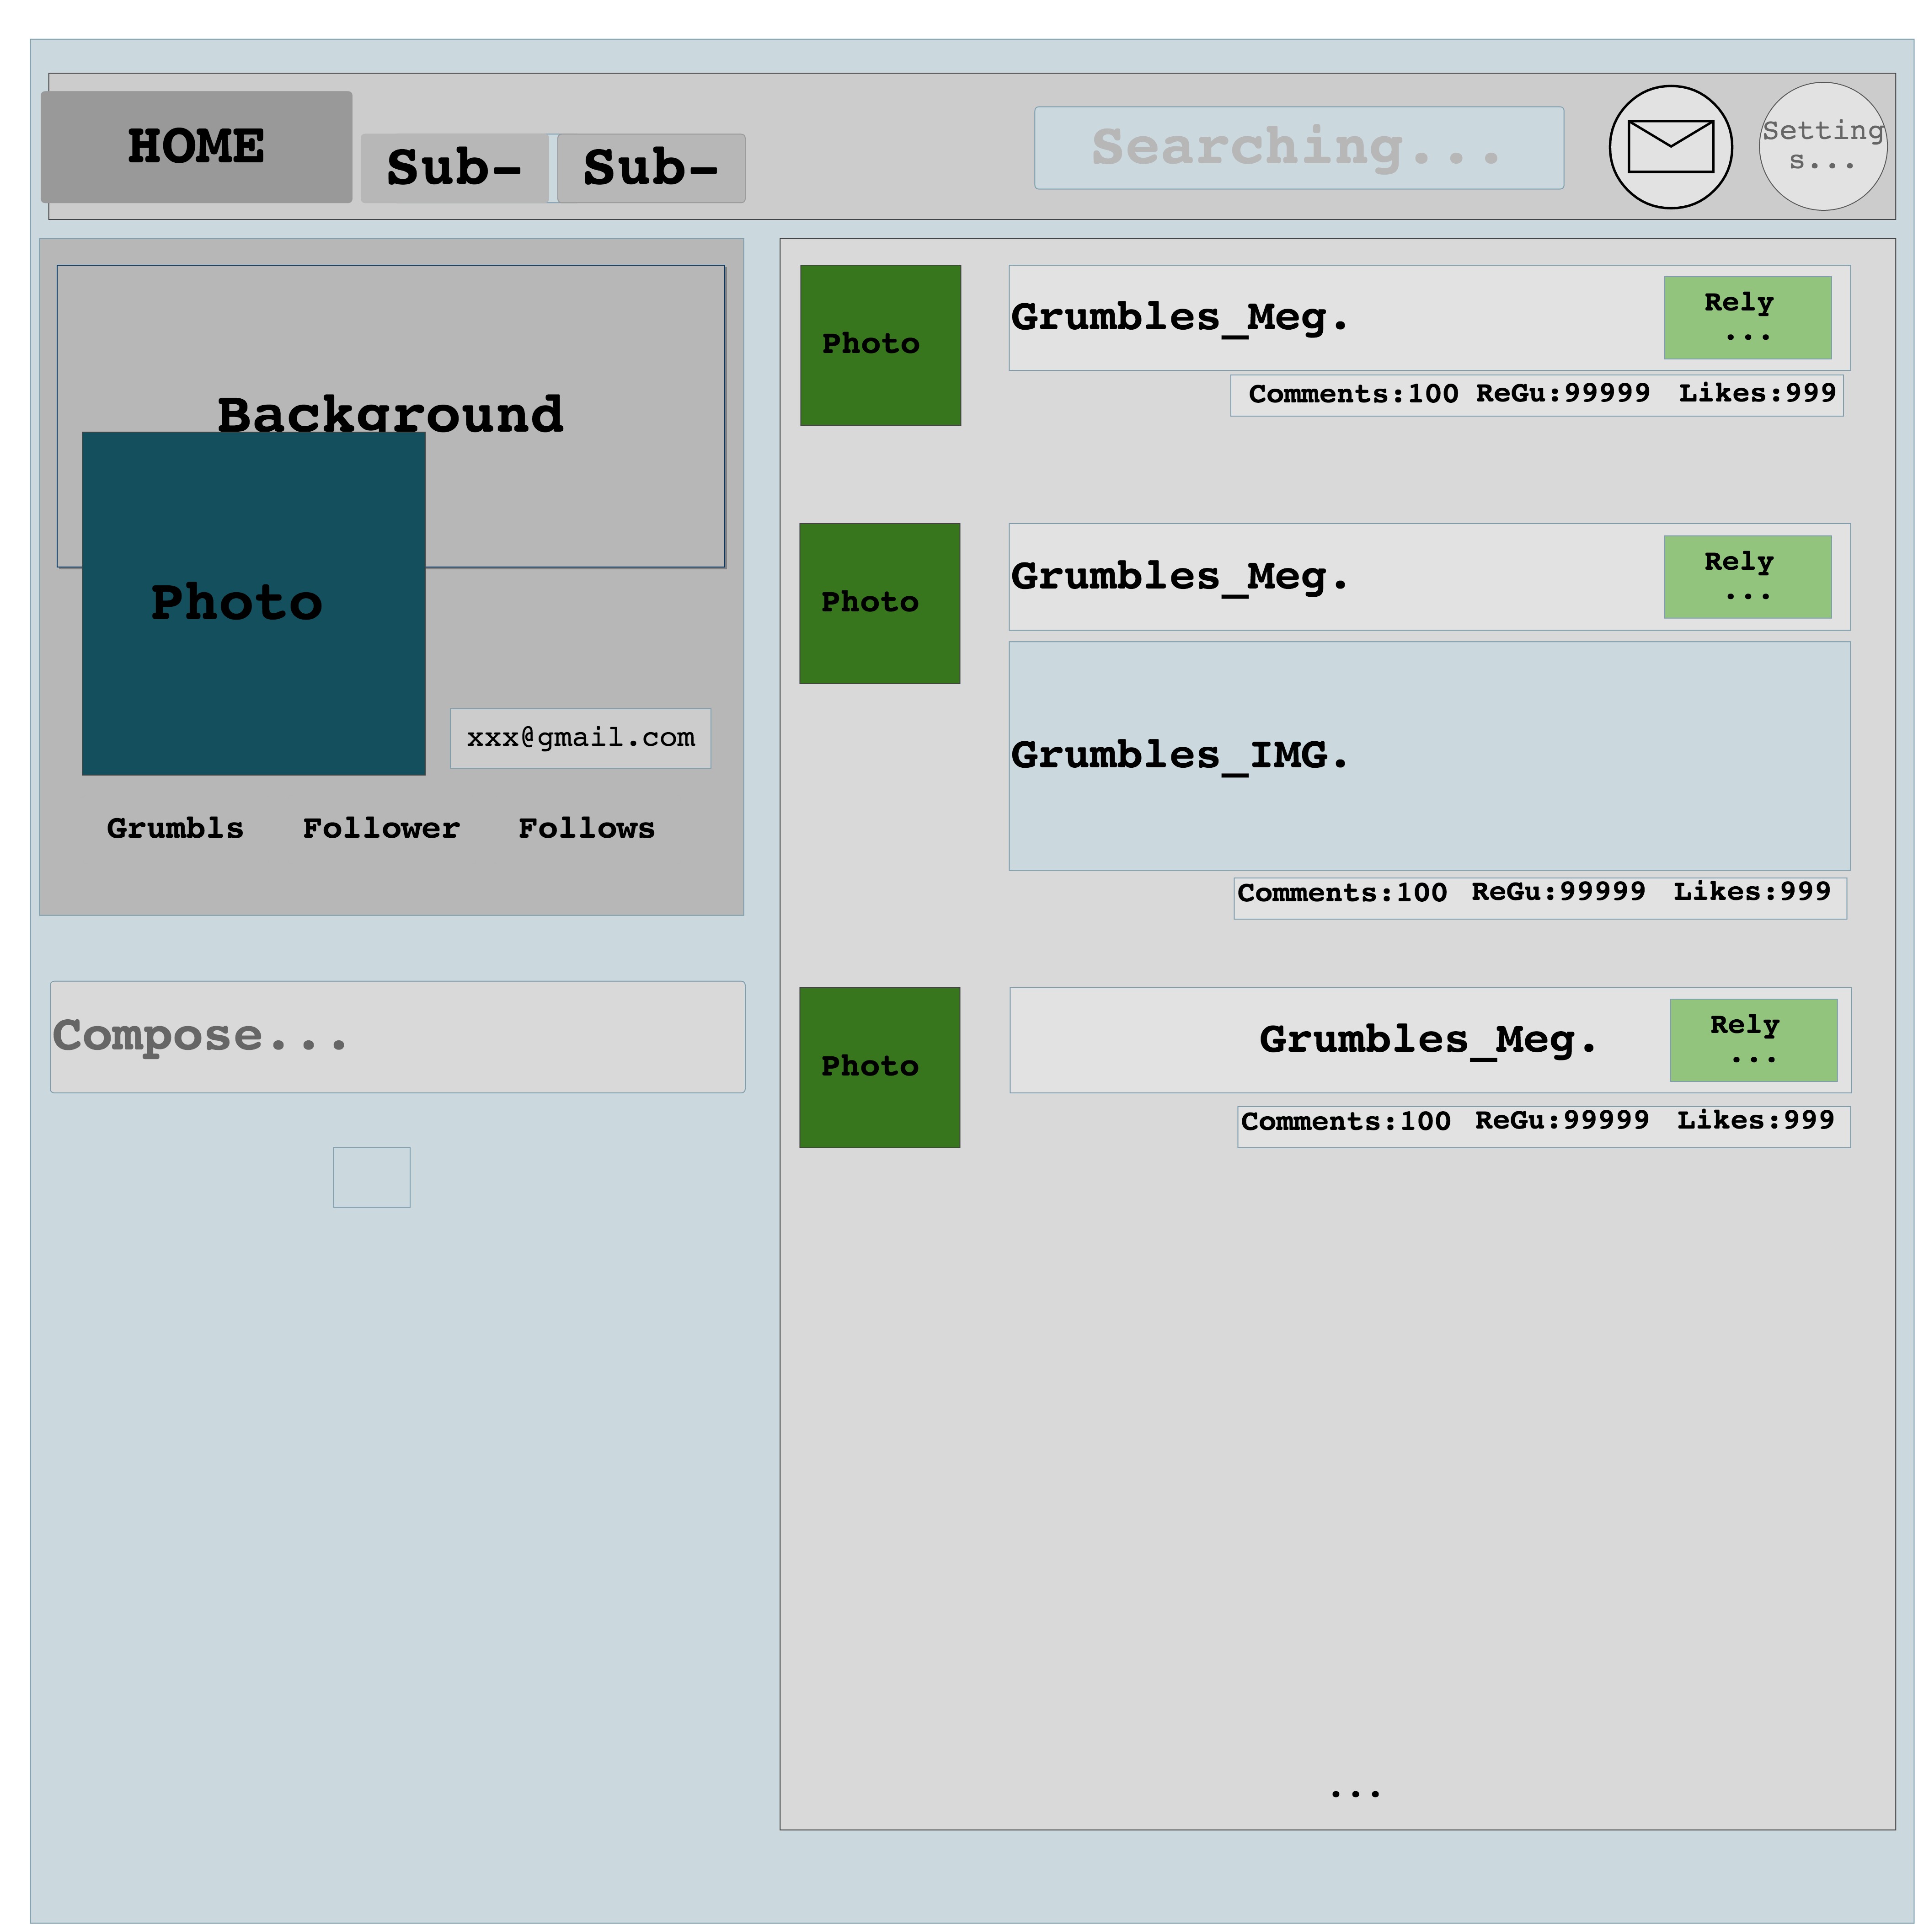 HOME
Sub-
Sub-
Searching...
Setting
s...
Background
Photo
xxx@gmail.com
Grumbls Follower Follows
Compose...
Photo
Grumbles_Meg.
Rely
...
Comments:100 ReGu:99999 Likes:999
Photo
Grumbles_Meg.
Rely
...
Grumbles_IMG.
Comments:100 ReGu:99999 Likes:999
Photo
Grumbles_Meg.
Rely
...
Comments:100 ReGu:99999 Likes:999
...